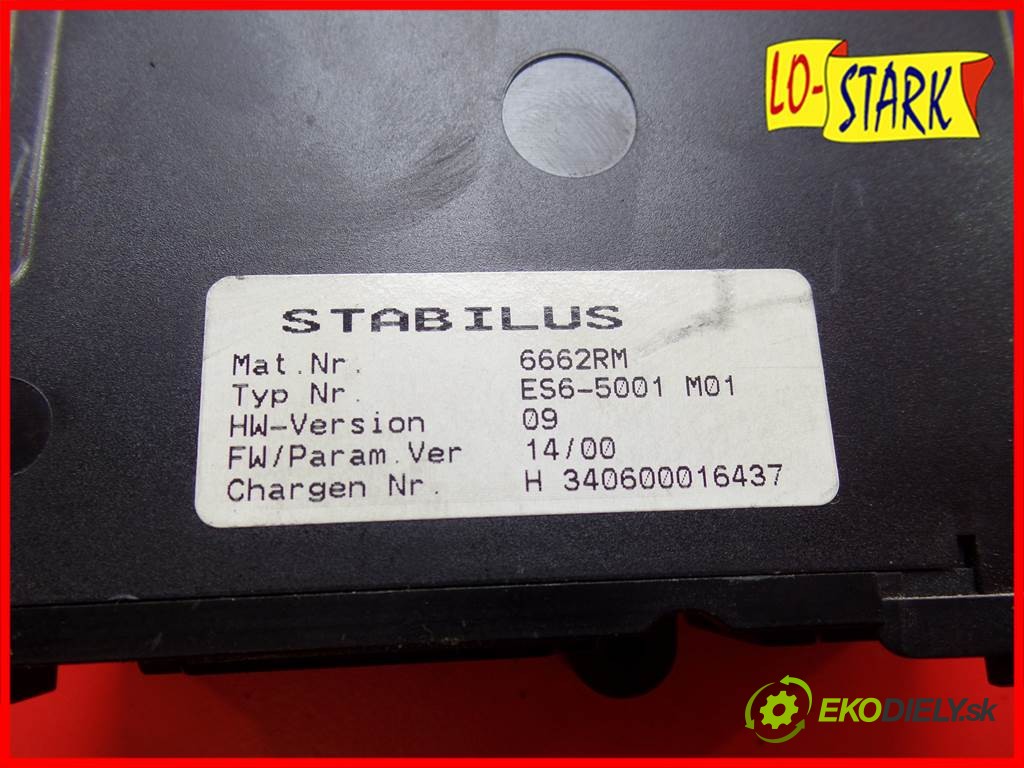 LO-STARK
STABILUS
Mat.Nr. 6662RM
Typ Nr. ES6-5001 M01
HW-Version 09
FW/Param.Ver 14/00
Chargen Nr. H 340600016437
EKODIELY.sk